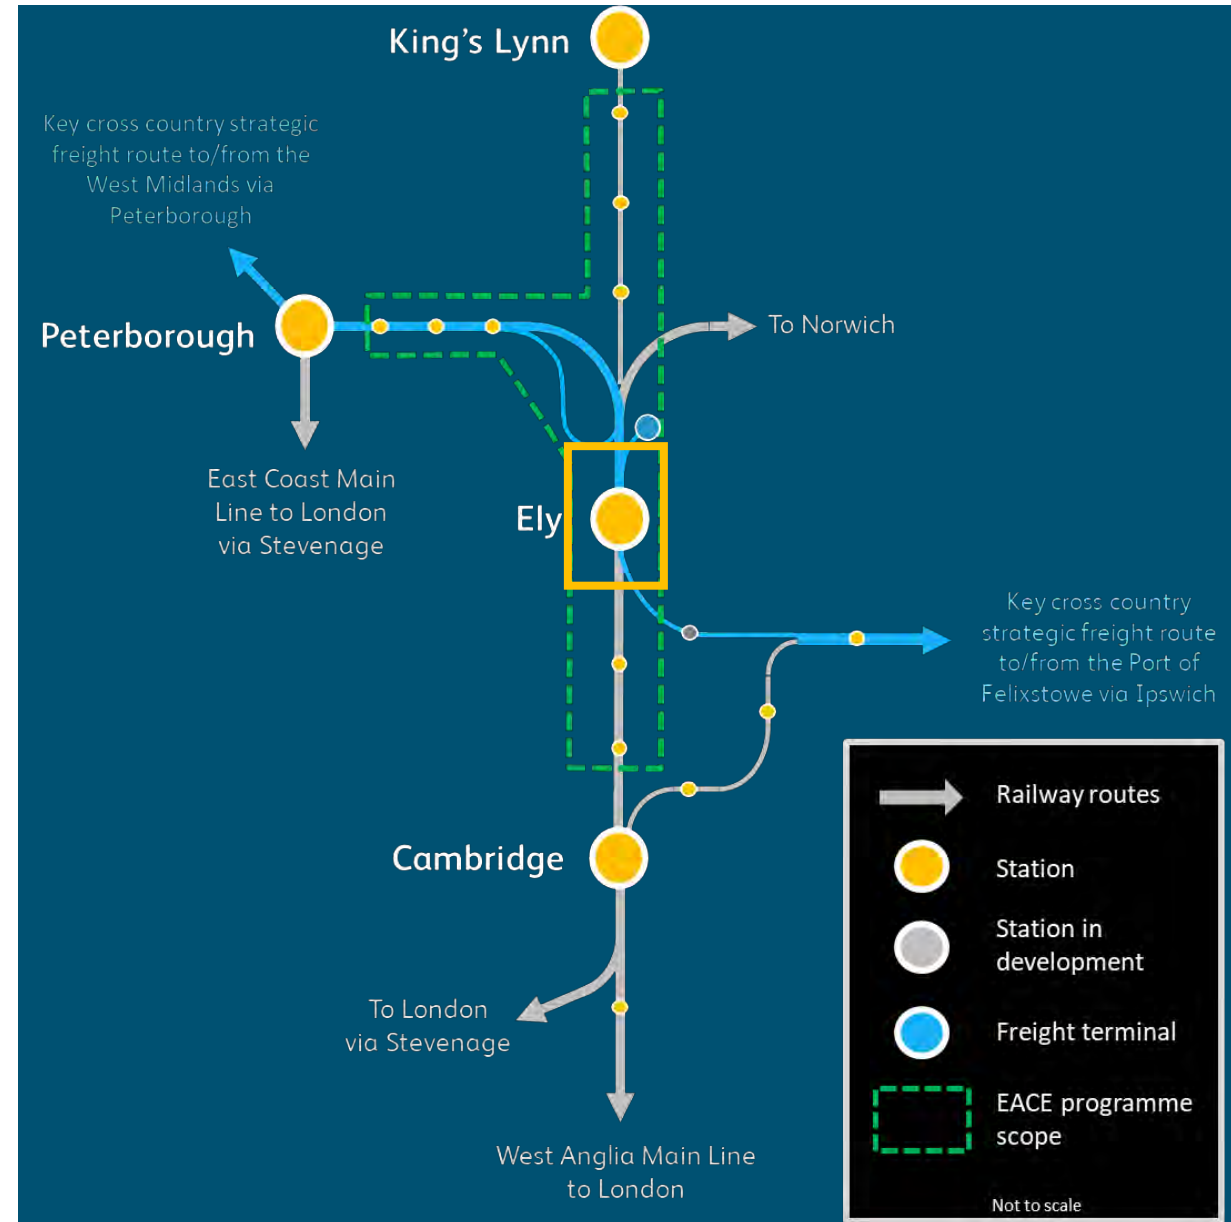 King's Lynn
Key cross country strategic
freight route to/from the
West Midlands via
Peterborough
Peterborough
To Norwich
East Coast Main
Line to London
via Stevenage
Ely
Key cross country
strategic freight route
to/from the Port of
Felixstowe via Ipswich
Cambridge
To London
via Stevenage
West Anglia Main Line
to London
Railway routes
Station
Station in
development
Freight terminal
EACE programme
scope
Not to scale